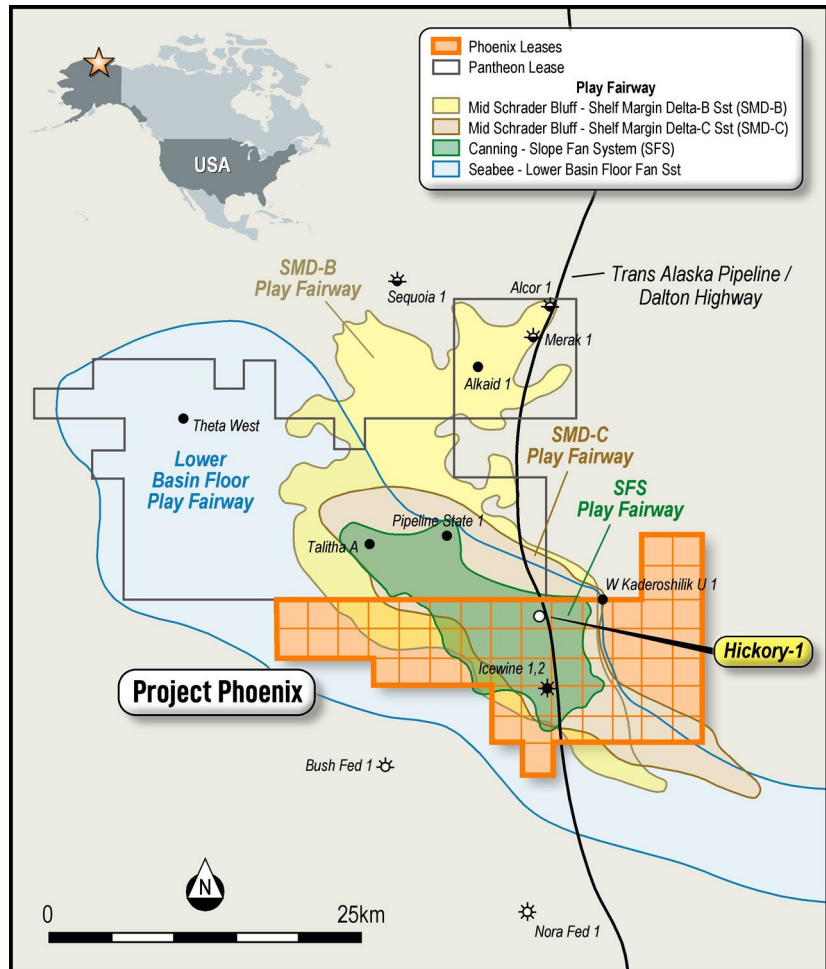 Phoenix Leases
Pantheon Lease
Play Fairway
Mid Schrader Bluff - Shelf Margin Delta-B Sst (SMD-B)
Mid Schrader Bluff - Shelf Margin Delta-C Sst (SMD-C)
Canning - Slope Fan System (SFS)
Seabee - Lower Basin Floor Fan Sst
USA
SMD-B
Play Fairway
Sequoia 1
Alcor 1
Trans Alaska Pipeline /
Dalton Highway
Merak 1
Alkaid 1
Theta West
SMD-C
Play Fairway
Lower
Basin Floor
Play Fairway
SFS
Play Fairway
Pipeline State 1
Talitha A
W Kaderoshilik U 1
Hickory-1
Icewine 1,2
Project Phoenix
Bush Fed 1
N
0
25km
Nora Fed 1